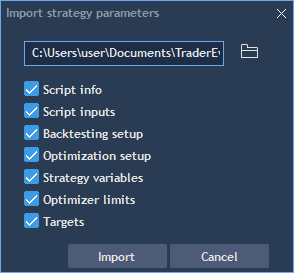 Import strategy parameters
C:\Users\user\Documents\TraderEv
Script info
Script inputs
Backtesting setup
Optimization setup
Strategy variables
Optimizer limits
Targets
Import Cancel